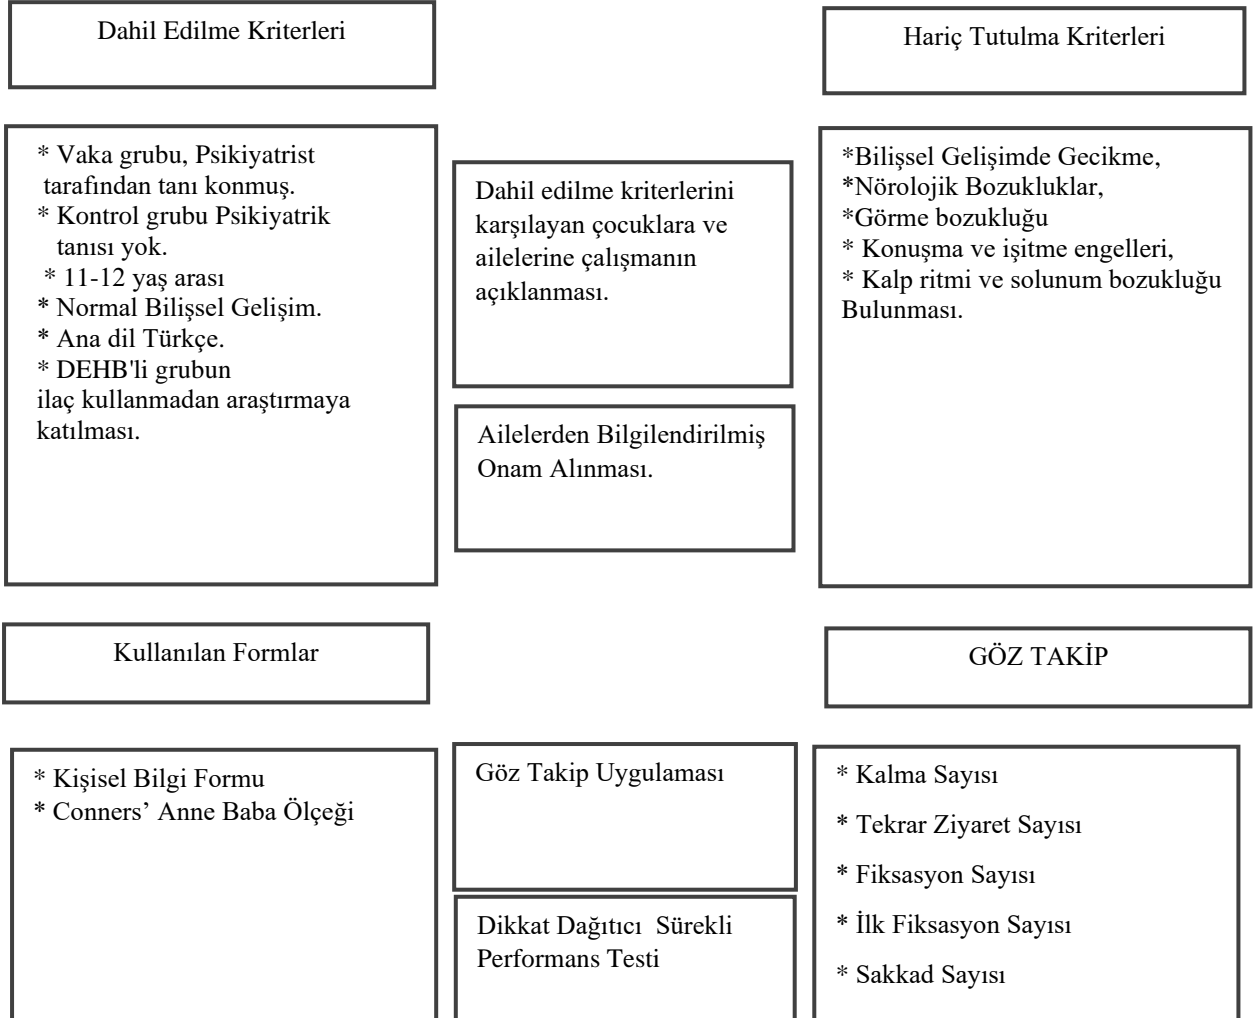 Dahil Edilme Kriterleri
Hariç Tutulma Kriterleri
* Vaka grubu, Psikiyatrist
tarafından tanı konmuş.
* Kontrol grubu Psikiyatrik
tanısı yok.
* 11-12 yaş arası
* Normal Bilişsel Gelişim.
* Ana dil Türkçe.
* DEHB'li grubun
ilaç kullanmadan araştırmaya
katılması.
Dahil edilme kriterlerini
karşılayan çocuklara ve
ailelerine çalışmanın
açıklanması.
Ailelerden Bilgilendirilmiş
Onam Alınması.
*Bilişsel Gelişimde Gecikme,
*Nörolojik Bozukluklar,
*Görme bozukluğu
* Konuşma ve işitme engelleri,
* Kalp ritmi ve solunum bozukluğu
Bulunması.
Kullanılan Formlar
GÖZ TAKİP
* Kişisel Bilgi Formu
* Conners’ Anne Baba Ölçeği
Göz Takip Uygulaması
Dikkat Dağıtıcı  Sürekli
Performans Testi
* Kalma Sayısı
* Tekrar Ziyaret Sayısı
* Fiksasyon Sayısı
* İlk Fiksasyon Sayısı
* Sakkad Sayısı